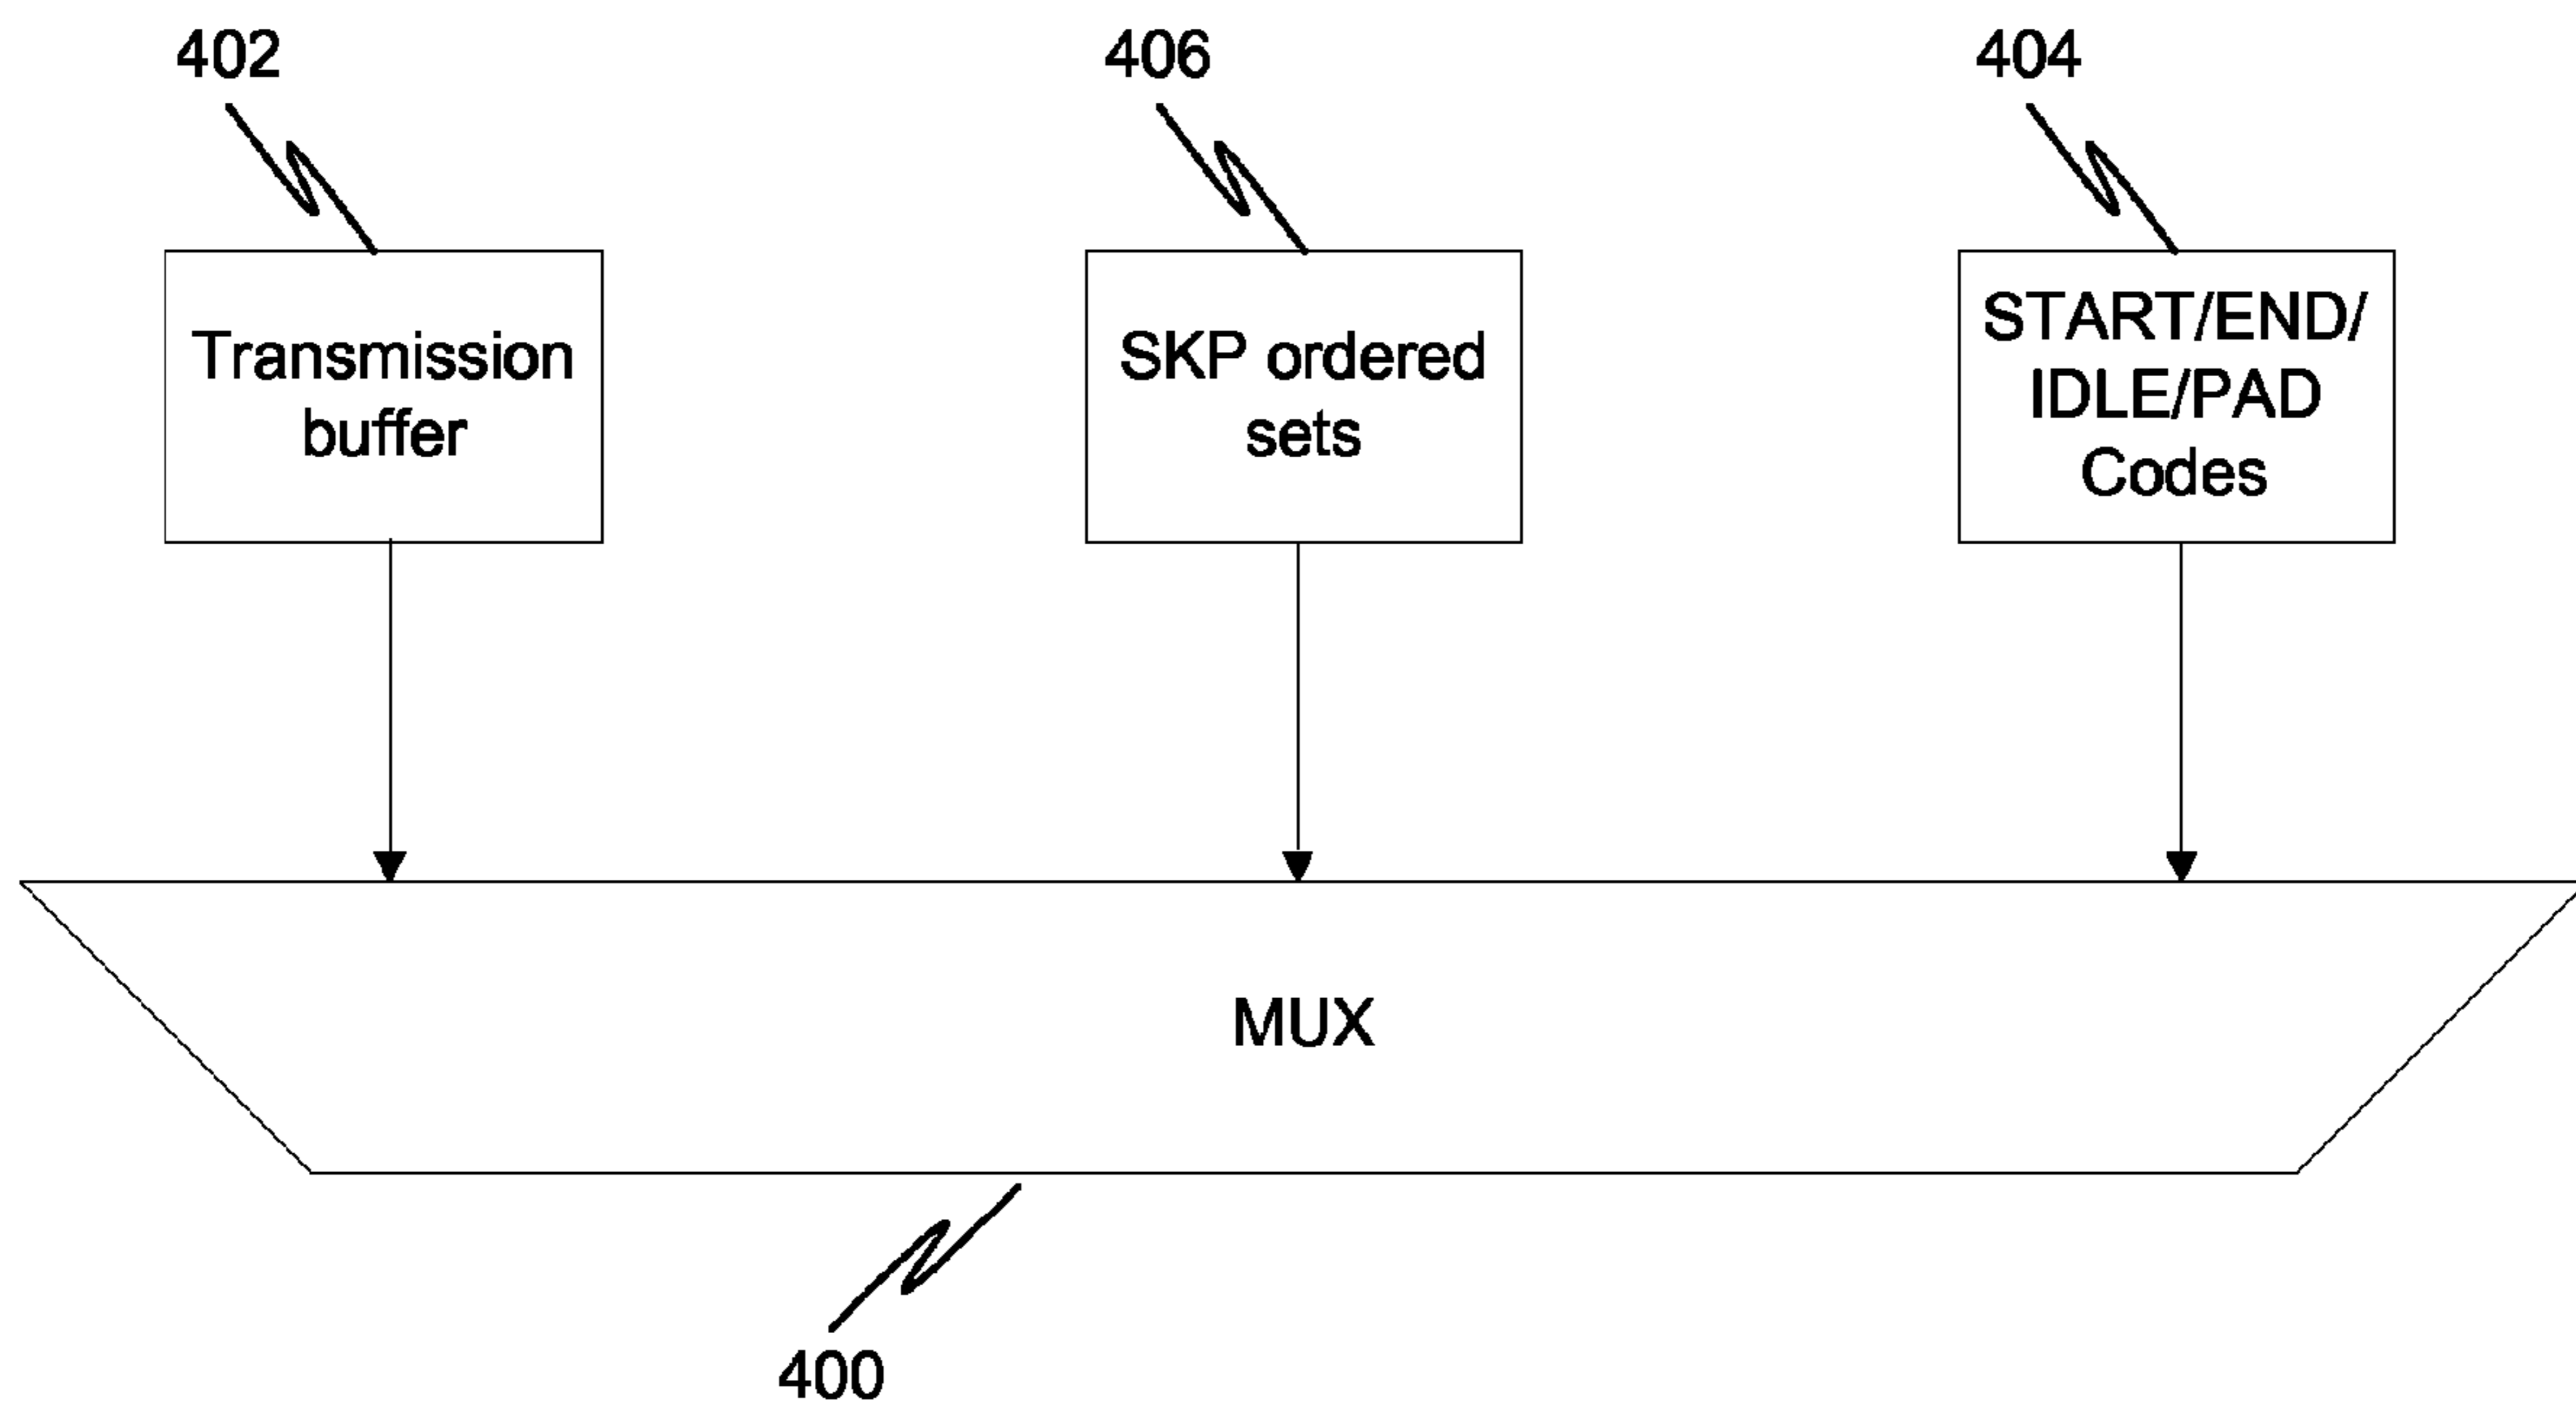 402
406
404
Transmission
buffer
SKP ordered
sets
START/END/
IDLE/PAD
Codes
MUX
400